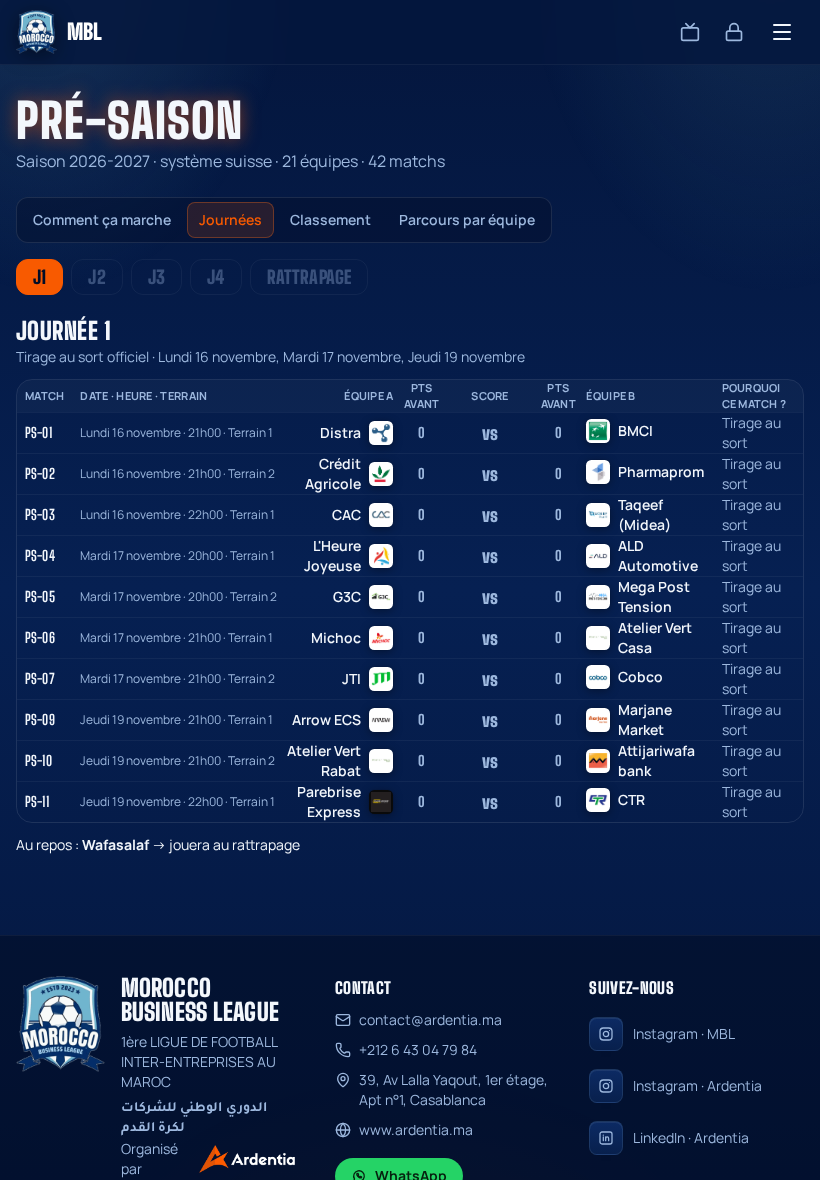 MBL
PRÉ-SAISON
Saison 2026-2027 · système suisse · 21 équipes · 42 matchs
Comment ça marche Journées Classement Parcours par équipe
J1 J2 J3 J4 RATTRAPAGE
JOURNÉE 1
Tirage au sort officiel · Lundi 16 novembre, Mardi 17 novembre, Jeudi 19 novembre
MATCH DATE · HEURE · TERRAIN ÉQUIPE A PTS AVANT SCORE PTS AVANT ÉQUIPE B POURQUOI CE MATCH ?
PS-01 Lundi 16 novembre · 21h00 · Terrain 1 Distra 0 VS 0 BMCI Tirage au sort
PS-02 Lundi 16 novembre · 21h00 · Terrain 2 Crédit Agricole 0 VS 0 Pharmaprom Tirage au sort
PS-03 Lundi 16 novembre · 22h00 · Terrain 1 CAC 0 VS 0 Taqeef (Midea) Tirage au sort
PS-04 Mardi 17 novembre · 20h00 · Terrain 1 L'Heure Joyeuse 0 VS 0 ALD Automotive Tirage au sort
PS-05 Mardi 17 novembre · 20h00 · Terrain 2 G3C 0 VS 0 Mega Post Tension Tirage au sort
PS-06 Mardi 17 novembre · 21h00 · Terrain 1 Michoc 0 VS 0 Atelier Vert Casa Tirage au sort
PS-07 Mardi 17 novembre · 21h00 · Terrain 2 JTI 0 VS 0 Cobco Tirage au sort
PS-09 Jeudi 19 novembre · 21h00 · Terrain 1 Arrow ECS 0 VS 0 Marjane Market Tirage au sort
PS-10 Jeudi 19 novembre · 21h00 · Terrain 2 Atelier Vert Rabat 0 VS 0 Attijariwafa bank Tirage au sort
PS-11 Jeudi 19 novembre · 22h00 · Terrain 1 Parebrise Express 0 VS 0 CTR Tirage au sort
Au repos : Wafasalaf → jouera au rattrapage
ESTD 2023
MOROCCO
BUSINESS LEAGUE
MOROCCO
BUSINESS LEAGUE
1ère LIGUE DE FOOTBALL
INTER-ENTREPRISES AU
MAROC
الدوري الوطني للشركات
لكرة القدم
Organisé
par
Ardentia
CONTACT
contact@ardentia.ma
+212 6 43 04 79 84
39, Av Lalla Yaqout, 1er étage,
Apt n°1, Casablanca
www.ardentia.ma
WhatsApp
SUIVEZ-NOUS
Instagram · MBL
Instagram · Ardentia
LinkedIn · Ardentia